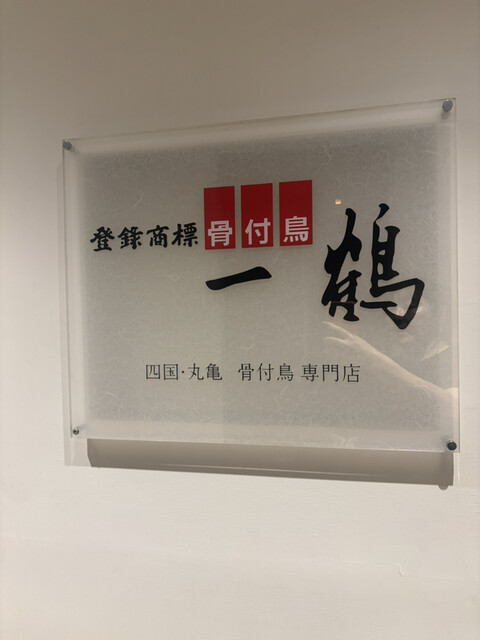 登録商標 骨付鳥
一鶴
四国・丸亀 骨付鳥 専門店